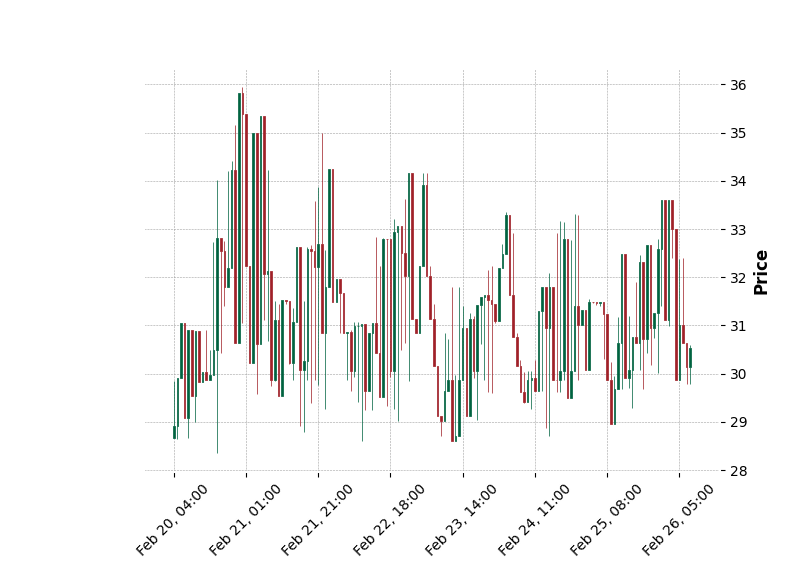 36
35
34
33
32
31
30
29
28
Price
Feb 20, 04:00
Feb 21, 01:00
Feb 21, 21:00
Feb 22, 18:00
Feb 23, 14:00
Feb 24, 11:00
Feb 25, 08:00
Feb 26, 05:00